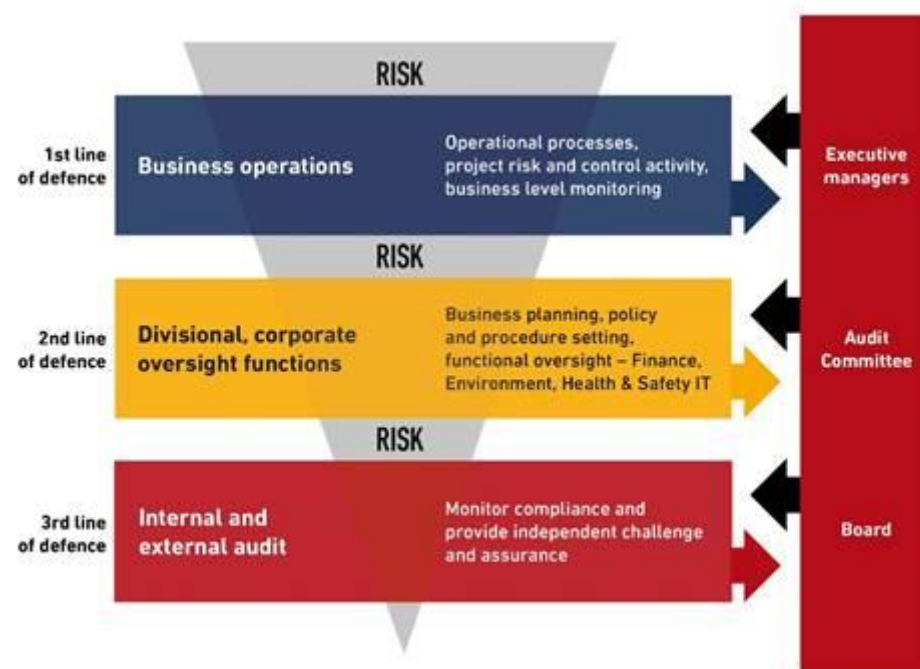 RISK
1st line
of defence
Business operations
Operational processes,
project risk and control activity,
business level monitoring
Executive
managers
RISK
2nd line
of defence
Divisional, corporate
oversight functions
Business planning, policy
and procedure setting,
functional oversight – Finance,
Environment, Health & Safety IT
Audit
Committee
RISK
3rd line
of defence
Internal and
external audit
Monitor compliance and
provide independent challenge
and assurance
Board